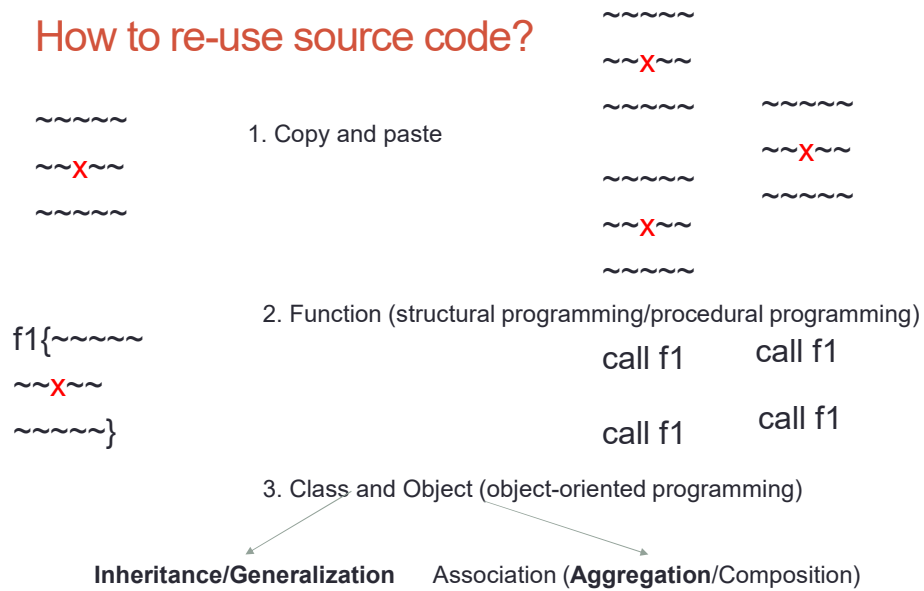 How to re-use source code?
~~~~~
~~x~~
~~~~~
1. Copy and paste
~~~~~
~~x~~
~~~~~
~~~~~
~~x~~
~~~~~
~~~~~
~~x~~
~~~~~
2. Function (structural programming/procedural programming)
f1{~~~~~
~~x~~
~~~~~}
call f1
call f1
call f1
call f1
3. Class and Object (object-oriented programming)
Inheritance/Generalization
Association (Aggregation/Composition)